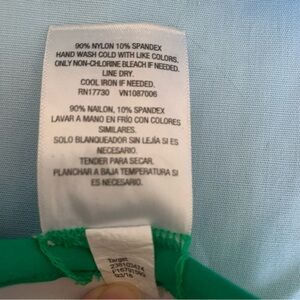 90% NYLON 10% SPANDEX
HAND WASH COLD WITH LIKE COLORS.
ONLY NON-CHLORINE BLEACH IF NEEDED.
LINE DRY.
COOL IRON IF NEEDED.
RN17730 VN1087006
90% NAILON, 10% SPANDEX
LAVAR A MANO EN FRÍO CON COLORES
SIMILARES.
SOLO BLANQUEADOR SIN LEJÍA SI ES
NECESARIO.
TENDER PARA SECAR.
PLANCHAR A BAJA TEMPERATURA SI ES
NECESARIO.
Target